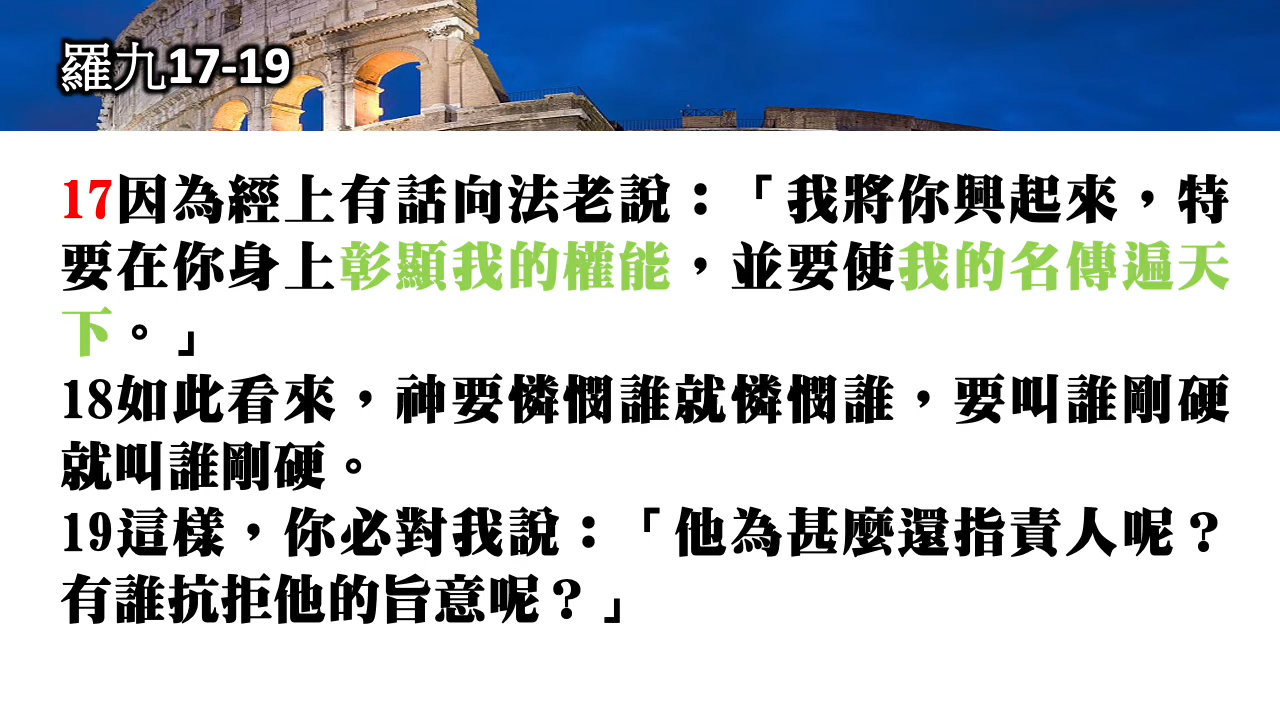 羅九17-19
17因為經上有話向法老說：「我將你興起來，特
要在你身上彰顯我的權能，並要使我的名傳遍天
下。」
18如此看來，神要憐憫誰就憐憫誰，要叫誰剛硬
就叫誰剛硬。
19這樣，你必對我說：「他為甚麼還指責人呢？
有誰抗拒他的旨意呢？」